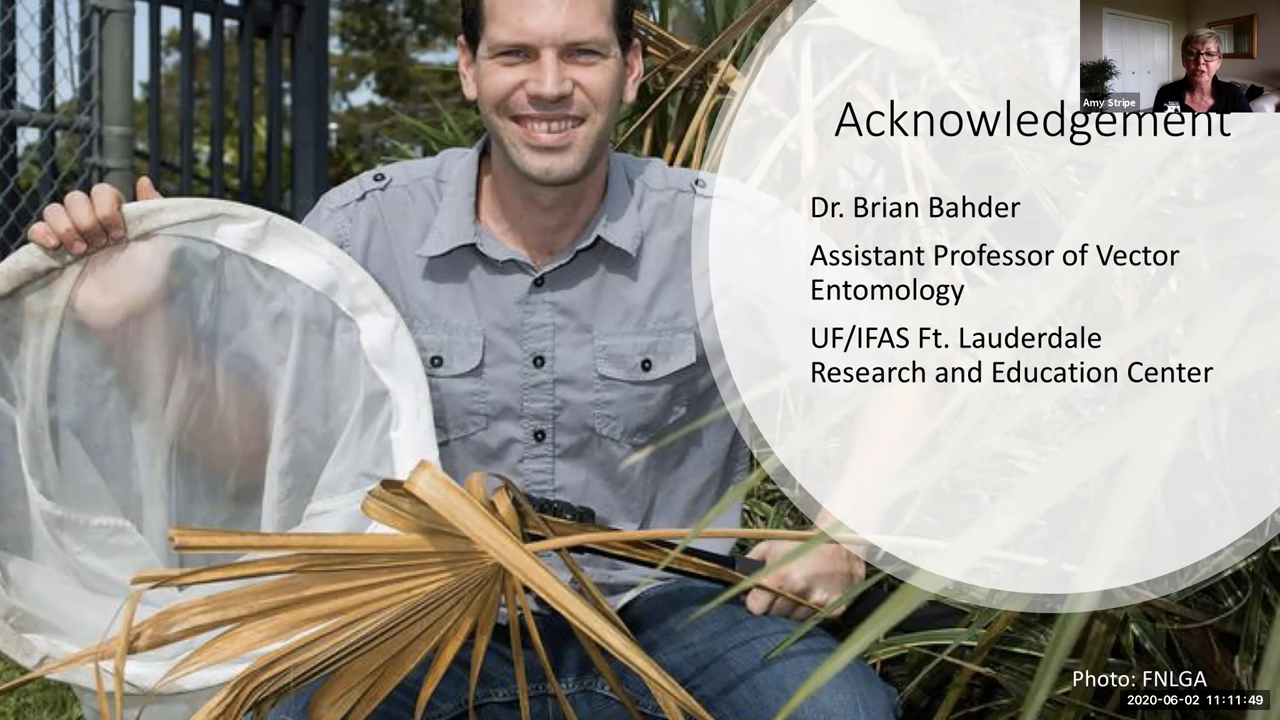 Amy Stripe
Acknowledgement
Dr. Brian Bahder
Assistant Professor of Vector
Entomology
UF/IFAS Ft. Lauderdale
Research and Education Center
Photo: FNLGA
2020-06-02 11:11:49